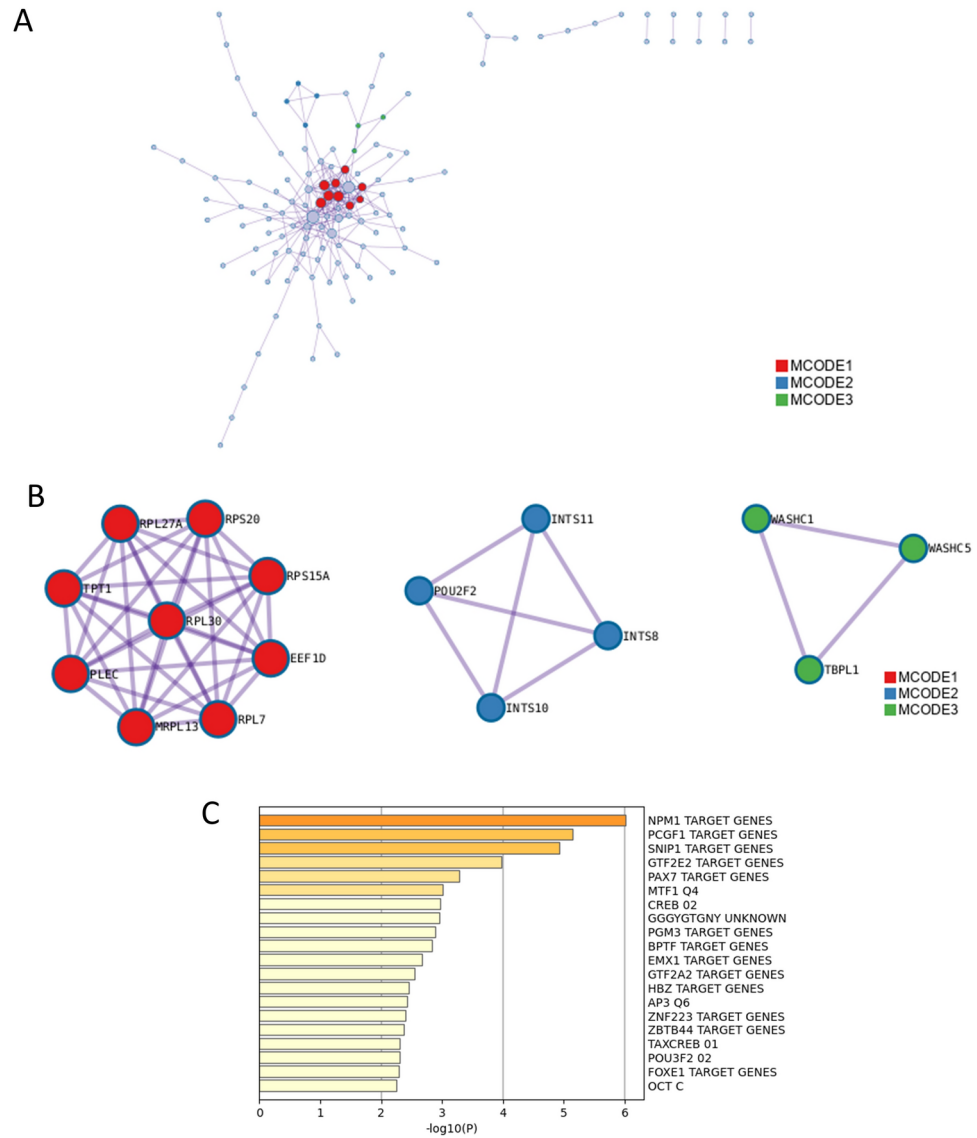 A
MCODE1
MCODE2
MCODE3
B
RPL27A
RPS20
TPT1
RPS15A
RPL30
PLEC
EEF1D
MRPL13
RPL7
INTS11
POU2F2
INTS8
INTS10
WASHC1
WASHC5
TBPL1
MCODE1
MCODE2
MCODE3
C
NPM1 TARGET GENES
PCGF1 TARGET GENES
SNIP1 TARGET GENES
GTF2E2 TARGET GENES
PAX7 TARGET GENES
MTF1 Q4
CREB 02
GGGYGTGNY UNKNOWN
PGM3 TARGET GENES
BPTF TARGET GENES
EMX1 TARGET GENES
GTF2A2 TARGET GENES
HBZ TARGET GENES
AP3 Q6
ZNF223 TARGET GENES
ZBTB44 TARGET GENES
TAXCREB 01
POU3F2 02
FOXE1 TARGET GENES
OCT C
0 1 2 3 4 5 6
-log10(P)